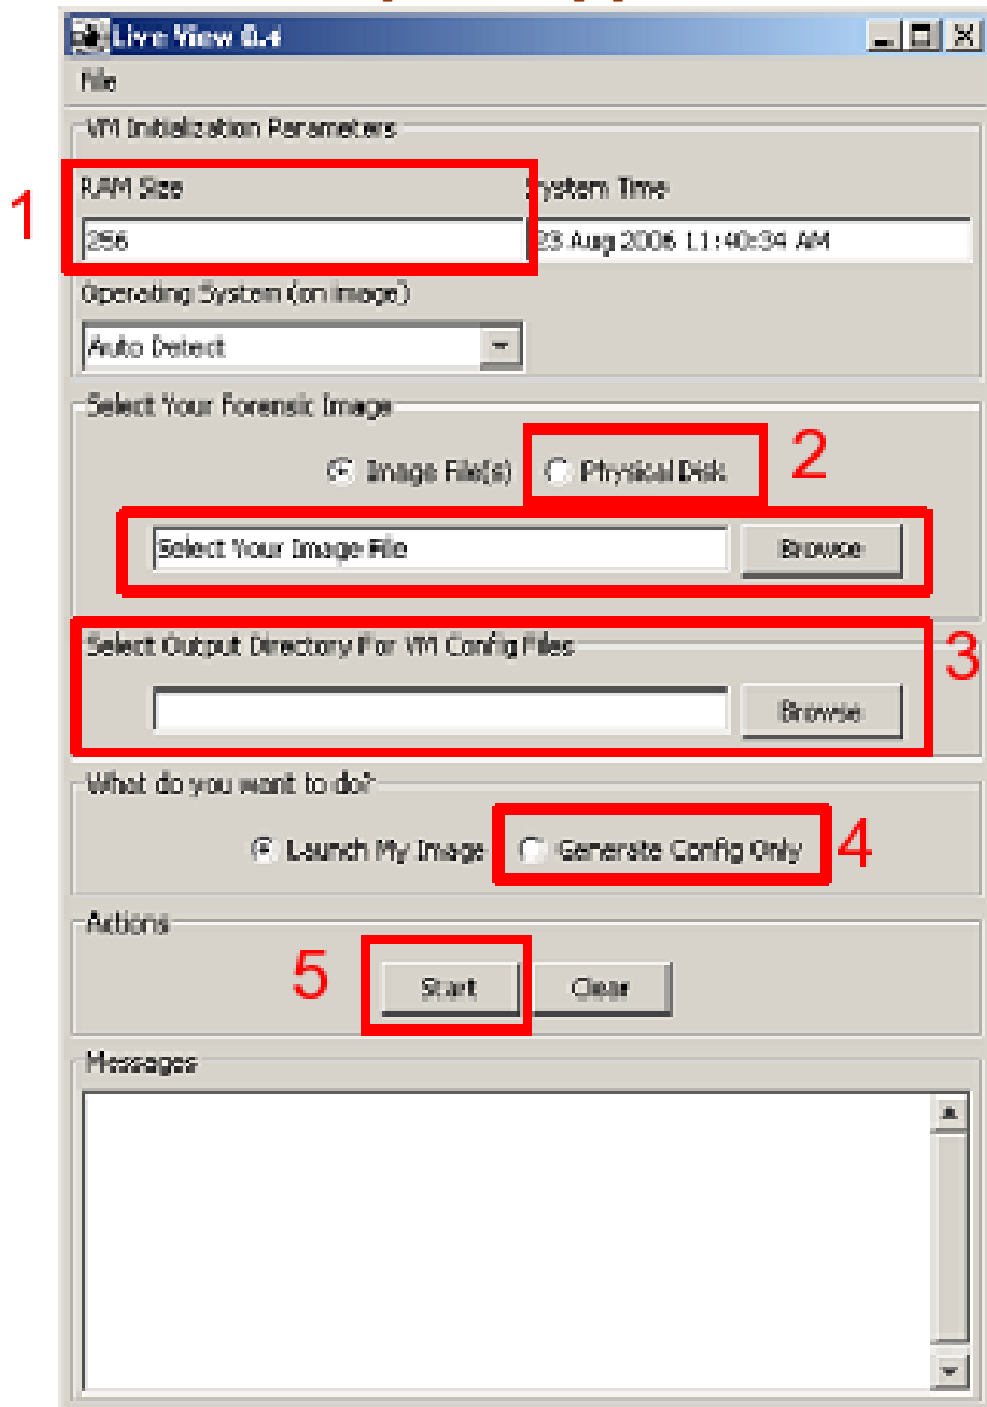 Live View 0.4
File
VM Initialization Parameters
1
RAM Size
System Time
256
23 Aug 2006 11:40:34 AM
Operating System (on image)
Auto Detect
Select Your Forensic Image
Image File(s)
Physical Disk
2
Select Your Image File
Browse
Select Output Directory For VM Config Files
3
Browse
What do you want to do?
Launch My Image
Generate Config Only
4
Actions
5
Start
Clear
Messages